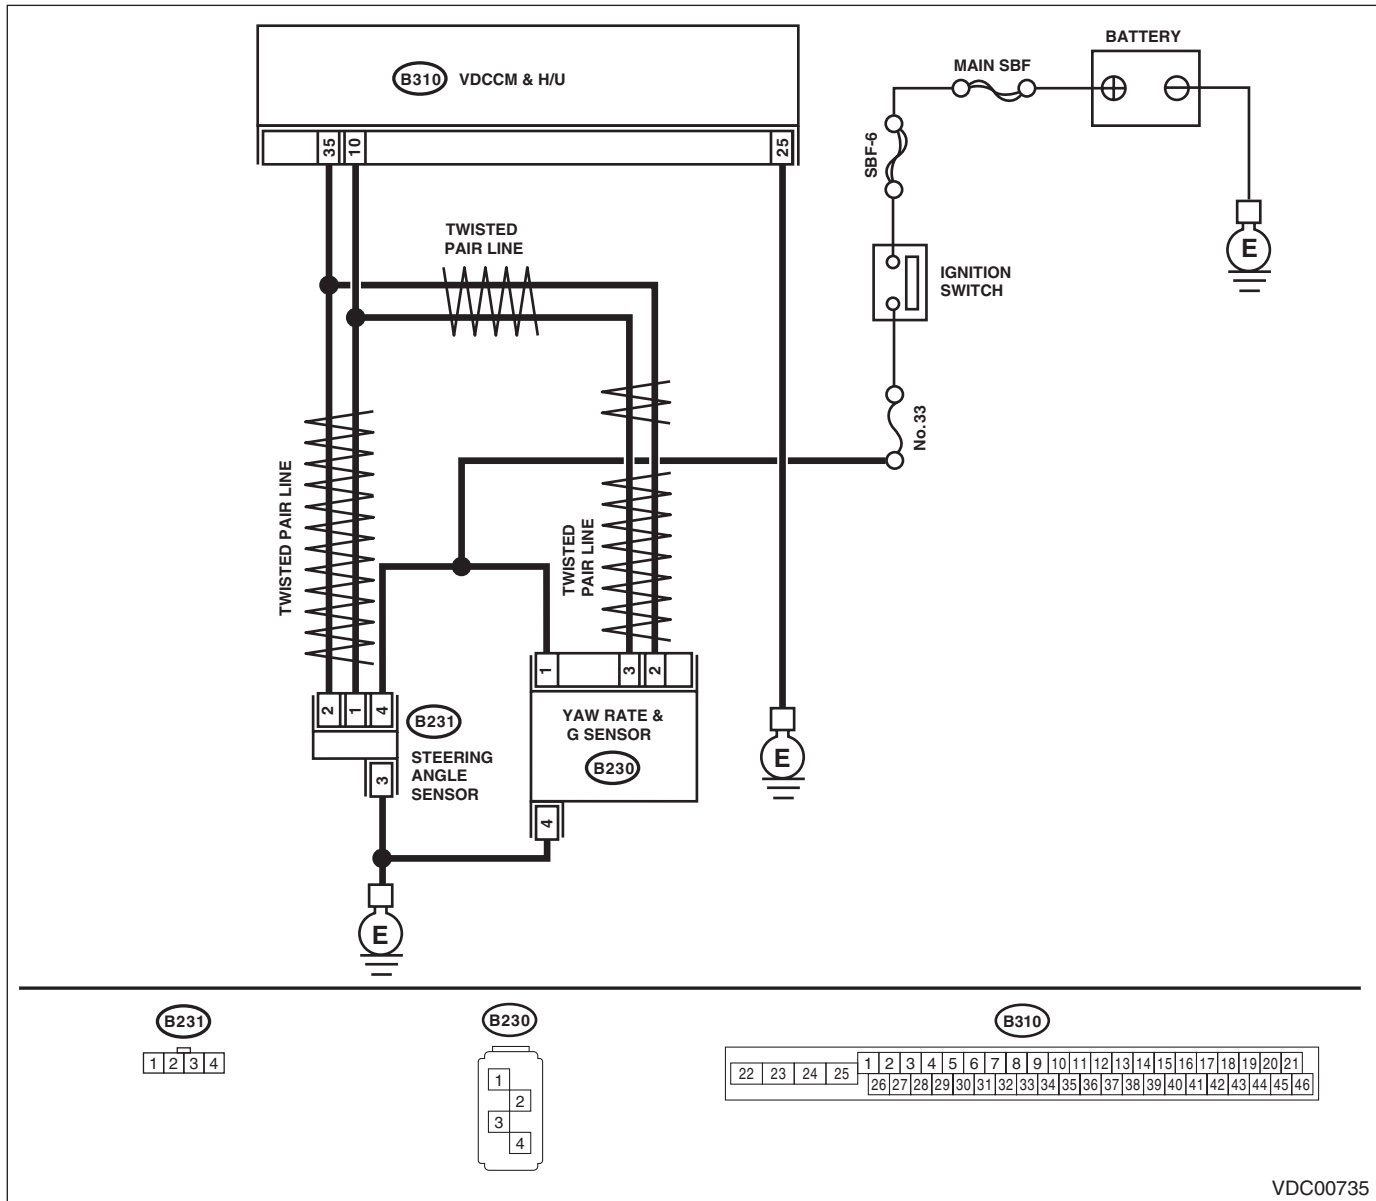 BATTERY
MAIN SBF
B310 VDCCM & H/U
SBF-6
35 10 25
TWISTED
PAIR LINE
E
IGNITION
SWITCH
No.33
TWISTED PAIR LINE
TWISTED
PAIR LINE
1 3 2
2 1 4
B231
STEERING
ANGLE
SENSOR
YAW RATE &
G SENSOR
B230
E
3
4
E
B231
1 2 3 4
B230
1
2
3
4
B310
22 23 24 25 1 2 3 4 5 6 7 8 9 10 11 12 13 14 15 16 17 18 19 20 21
26 27 28 29 30 31 32 33 34 35 36 37 38 39 40 41 42 43 44 45 46
VDC00735